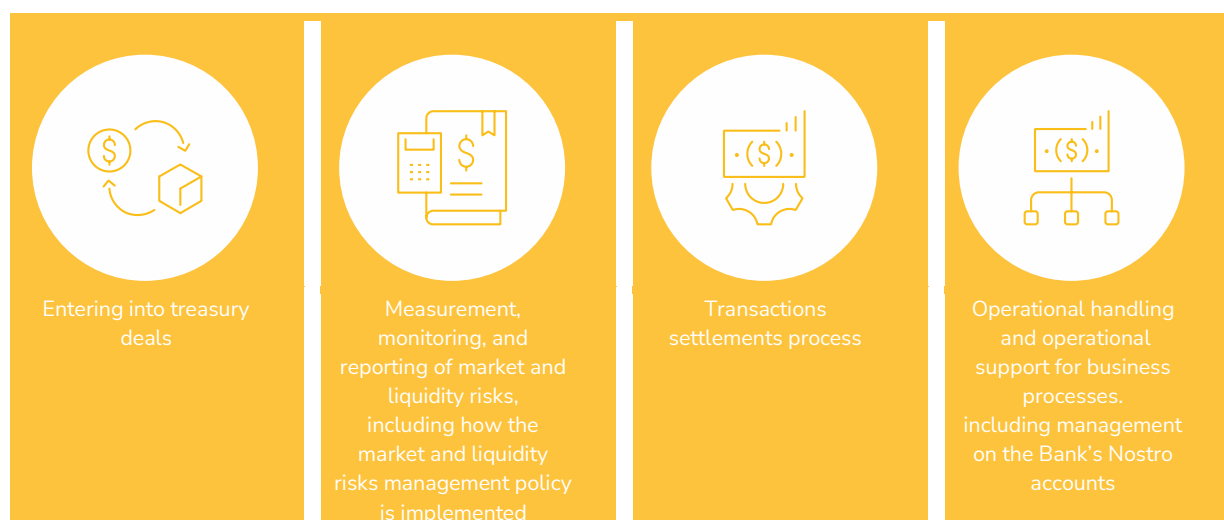 Entering into treasury
deals
Measurement,
monitoring, and
reporting of market and
liquidity risks,
including how the
market and liquidity
risks management policy
is implemented
Transactions
settlements process
Operational handling
and operational
support for business
processes.
including management
on the Bank's Nostro
accounts